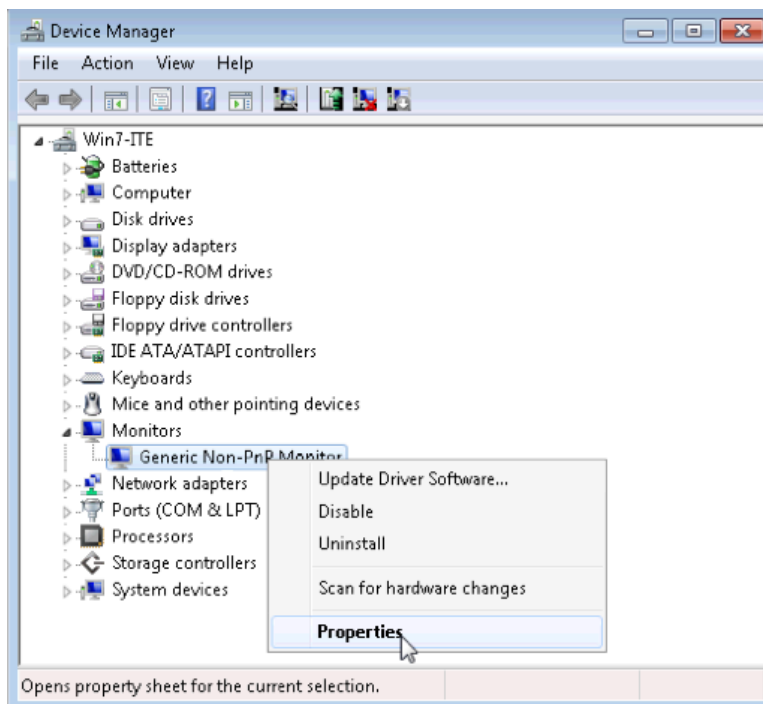 Device Manager
File Action View Help
Win7-ITE
Batteries
Computer
Disk drives
Display adapters
DVD/CD-ROM drives
Floppy disk drives
Floppy drive controllers
IDE ATA/ATAPI controllers
Keyboards
Mice and other pointing devices
Monitors
Generic Non-PnP Monitor
Network adapters
Ports (COM & LPT)
Processors
Storage controllers
System devices
Update Driver Software...
Disable
Uninstall
Scan for hardware changes
Properties
Opens property sheet for the current selection.